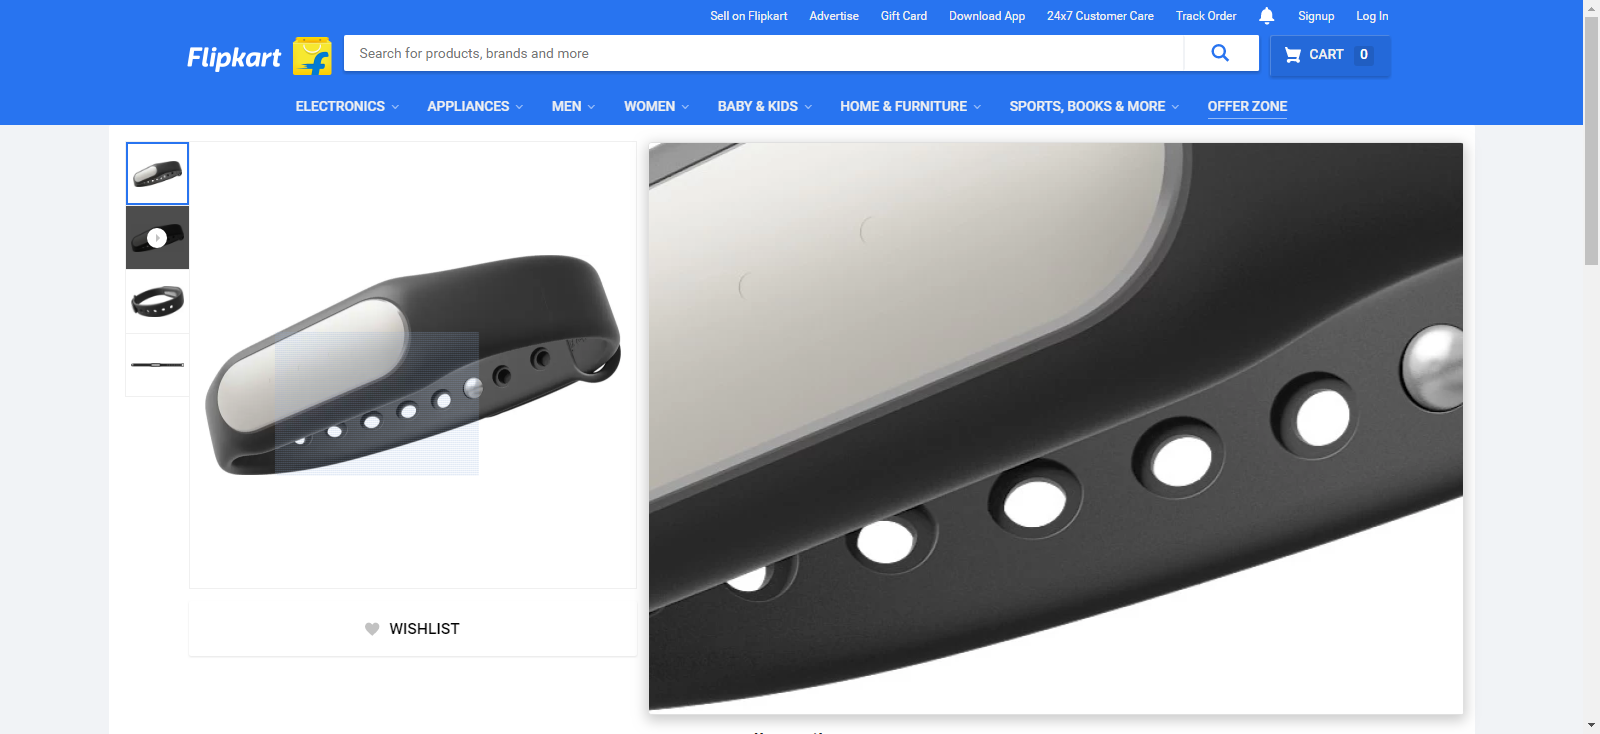 Sell on Flipkart Advertise Gift Card Download App 24x7 Customer Care Track Order Signup Log In
Flipkart Search for products, brands and more CART 0
ELECTRONICS APPLIANCES MEN WOMEN BABY & KIDS HOME & FURNITURE SPORTS, BOOKS & MORE OFFER ZONE
WISHLIST